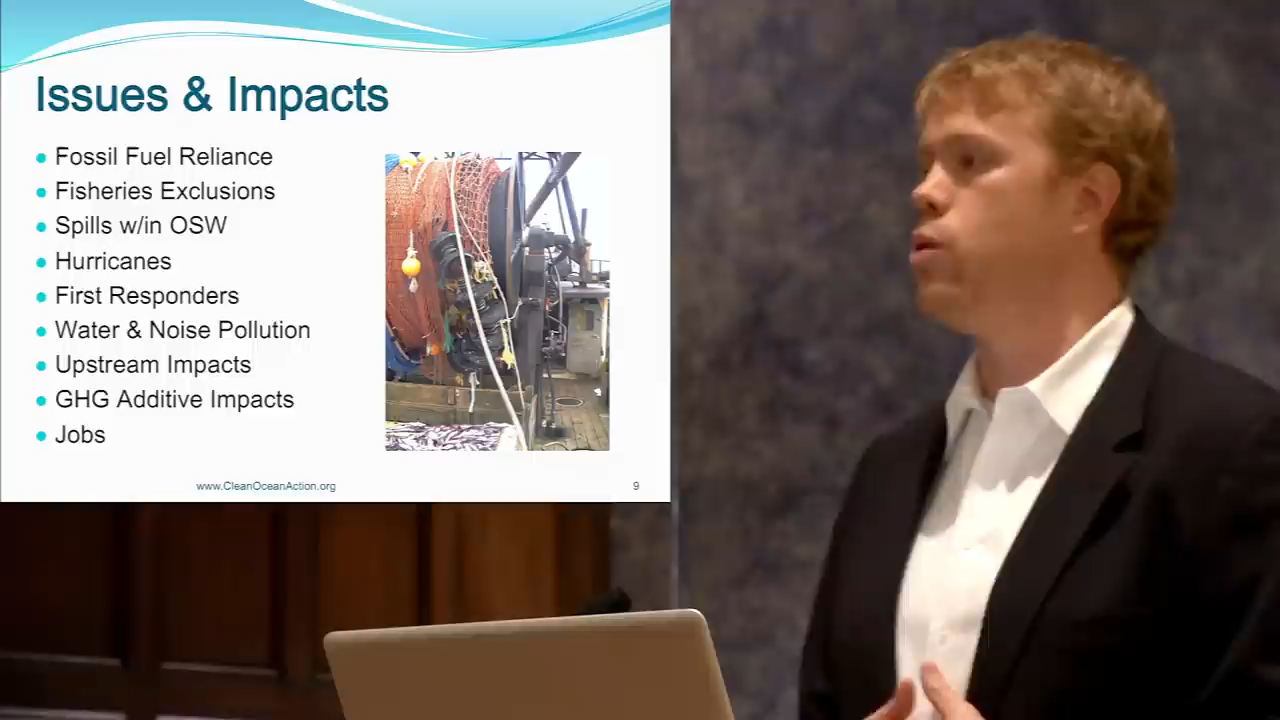 Issues & Impacts
Fossil Fuel Reliance
Fisheries Exclusions
Spills w/in OSW
Hurricanes
First Responders
Water & Noise Pollution
Upstream Impacts
GHG Additive Impacts
Jobs
www.CleanOceanAction.org
9